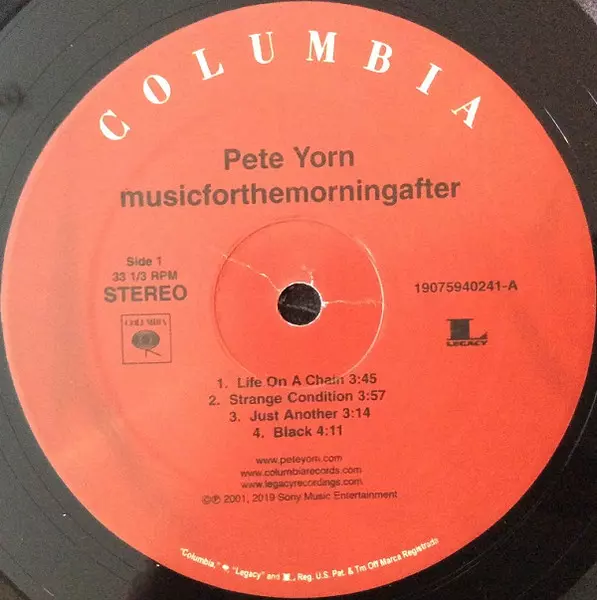 COLUMBIA
Pete Yorn
musicforthemorningafter
Side 1
33 1/3 RPM
STEREO
19075940241-A
COLUMBIA
L
LEGACY
1. Life On A Chain 3:45
2. Strange Condition 3:57
3. Just Another 3:14
4. Black 4:11
www.peteyorn.com
www.columbiarecords.com
www.legacyrecordings.com
©℗ 2001, 2019 Sony Music Entertainment
"Columbia," , "Legacy" and L, Reg. U.S. Pat. & Tm Off Marca Registrada